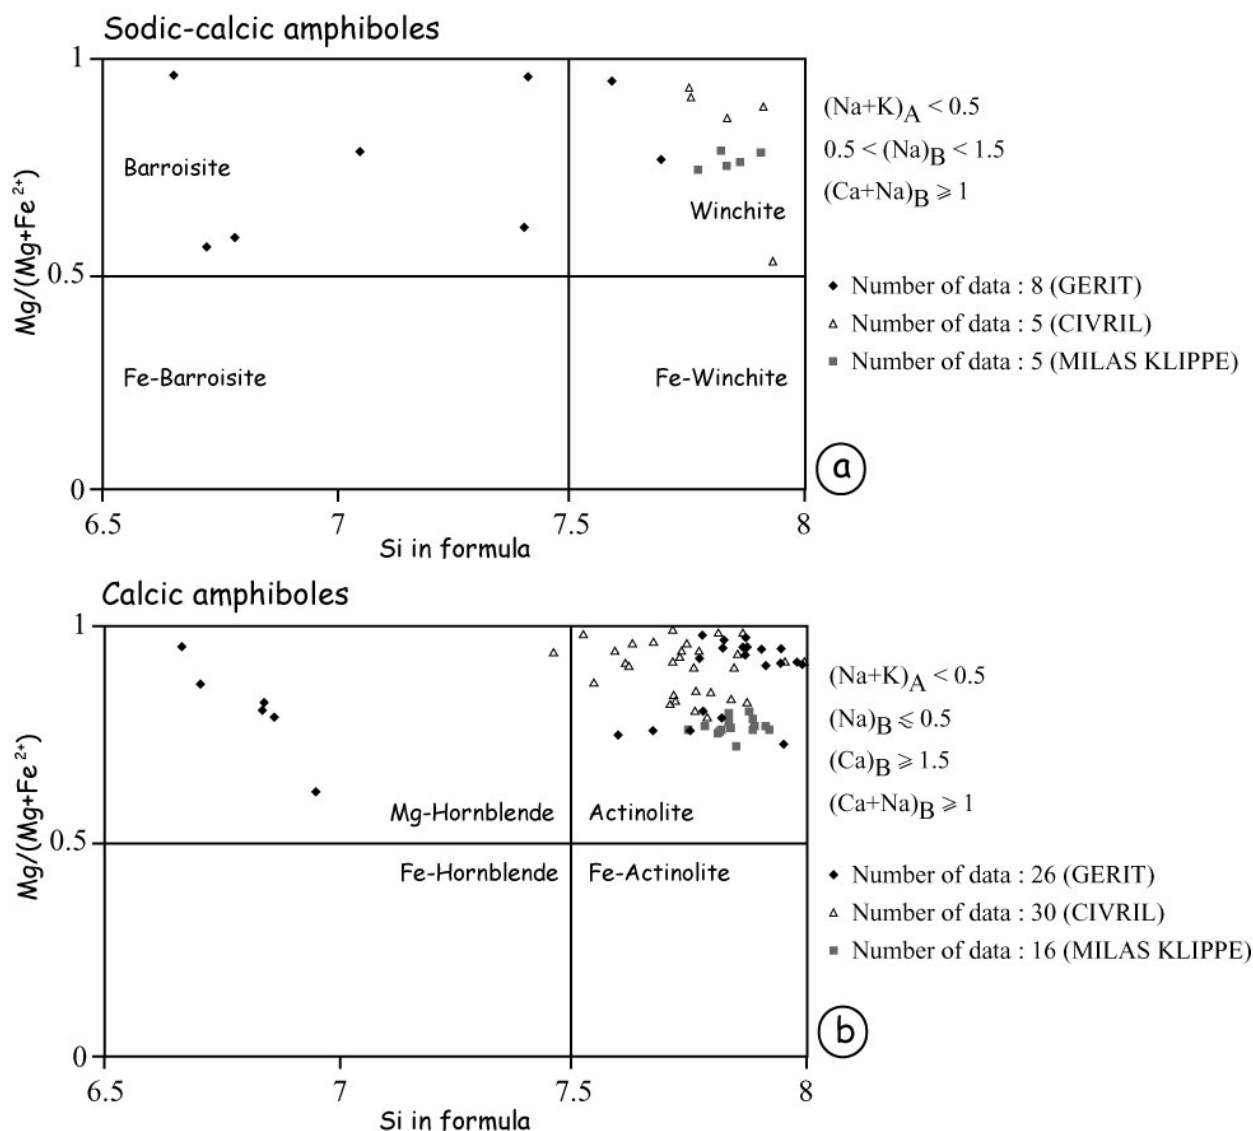 Sodic-calcic amphiboles
1
Mg/(Mg+Fe²⁺)
Barroisite
Winchite
0.5
Fe-Barroisite
Fe-Winchite
0
6.5
7
7.5
8
Si in formula
(Na+K)A < 0.5
0.5 < (Na)B < 1.5
(Ca+Na)B ⩾ 1
Number of data : 8 (GERIT)
Number of data : 5 (CIVRIL)
Number of data : 5 (MILAS KLIPPE)
a
Calcic amphiboles
1
Mg/(Mg+Fe²⁺)
Mg-Hornblende
Actinolite
0.5
Fe-Hornblende
Fe-Actinolite
0
6.5
7
7.5
8
Si in formula
(Na+K)A < 0.5
(Na)B ⩽ 0.5
(Ca)B ⩾ 1.5
(Ca+Na)B ⩾ 1
Number of data : 26 (GERIT)
Number of data : 30 (CIVRIL)
Number of data : 16 (MILAS KLIPPE)
b